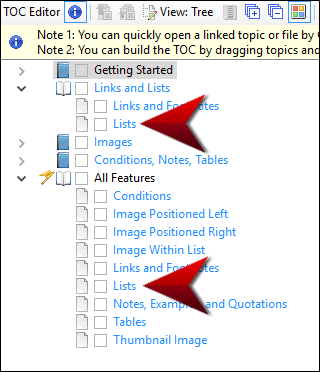 TOC Editor
View: Tree
Note 1: You can quickly open a linked topic or file by
Note 2: You can build the TOC by dragging topics and
Getting Started
Links and Lists
Links and Footnotes
Lists
Images
Conditions, Notes, Tables
All Features
Conditions
Image Positioned Left
Image Positioned Right
Image Within List
Links and Footnotes
Lists
Notes, Examples and Quotations
Tables
Thumbnail Image